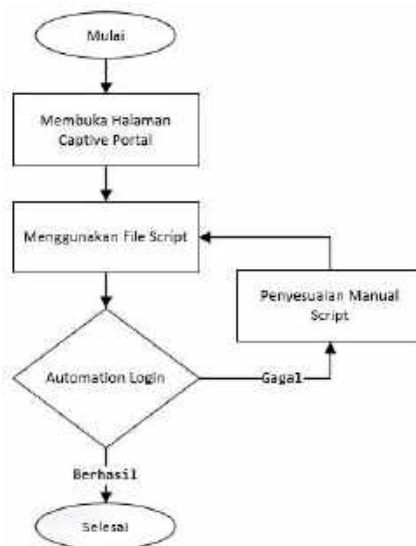 Mulai
Membuka Halaman
Captive Portal
Menggunakan File Script
Penyesuaian Manual
Script
Automation Login
Gagal
Berhasil
Selesai